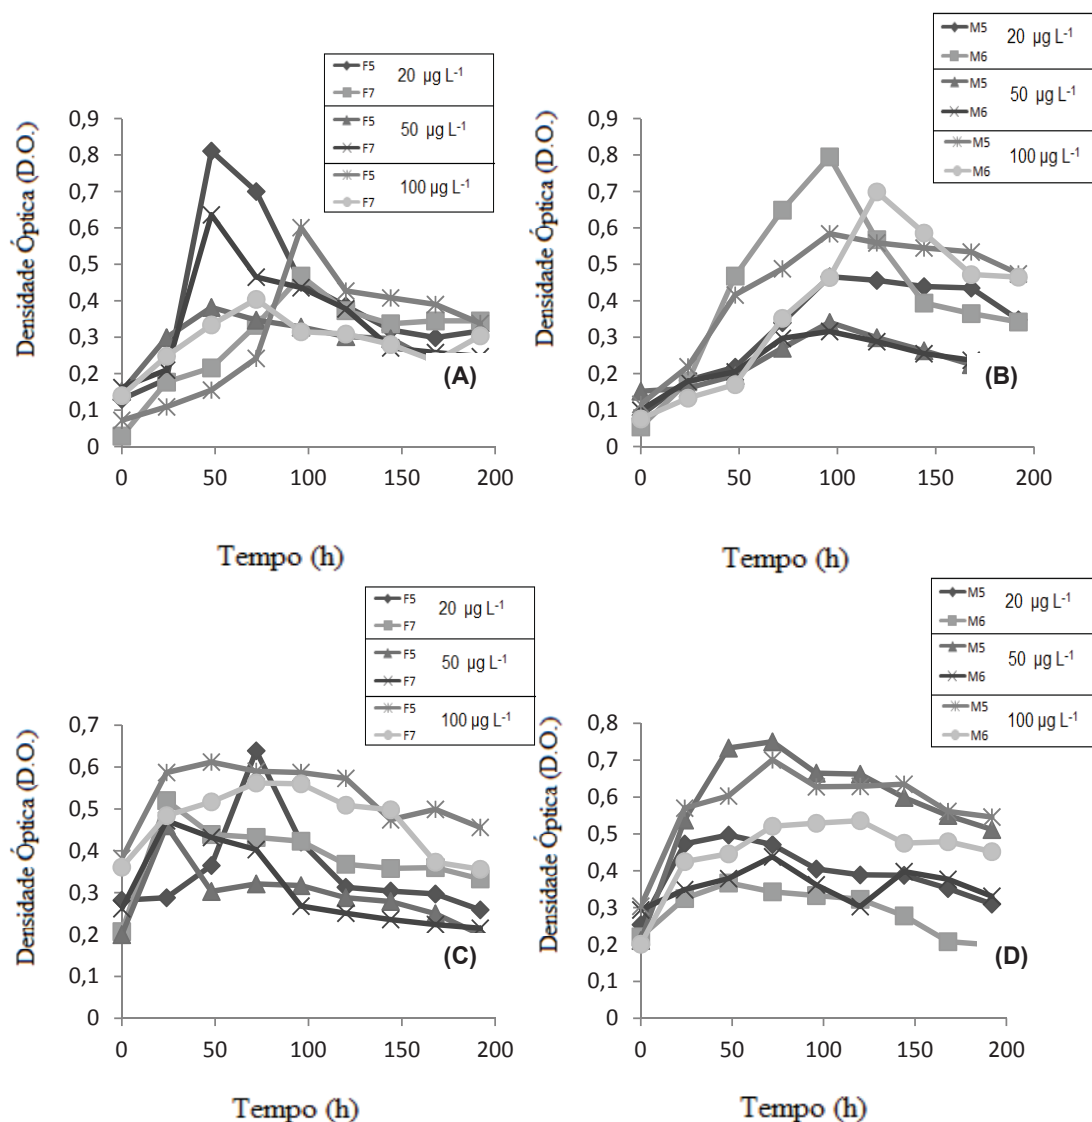 F5
20 µg L-1
F7
F5
50 µg L-1
F7
F5
100 µg L-1
F7
Densidade Óptica (D.O.)
0,9
0,8
0,7
0,6
0,5
0,4
0,3
0,2
0,1
0
0
50
100
150
200
(A)
Tempo (h)
M5
20 µg L-1
M6
M5
50 µg L-1
M6
M5
100 µg L-1
M6
Densidade Óptica (D.O.)
0,9
0,8
0,7
0,6
0,5
0,4
0,3
0,2
0,1
0
0
50
100
150
200
(B)
Tempo (h)
F5
20 µg L-1
F7
F5
50 µg L-1
F7
F5
100 µg L-1
F7
Densidade Óptica (D.O.)
0,7
0,6
0,5
0,4
0,3
0,2
0,1
0
0
50
100
150
200
(C)
Tempo (h)
M5
20 µg L-1
M6
M5
50 µg L-1
M6
M5
100 µg L-1
M6
Densidade Óptica (D.O.)
0,8
0,7
0,6
0,5
0,4
0,3
0,2
0,1
0
0
50
100
150
200
(D)
Tempo (h)